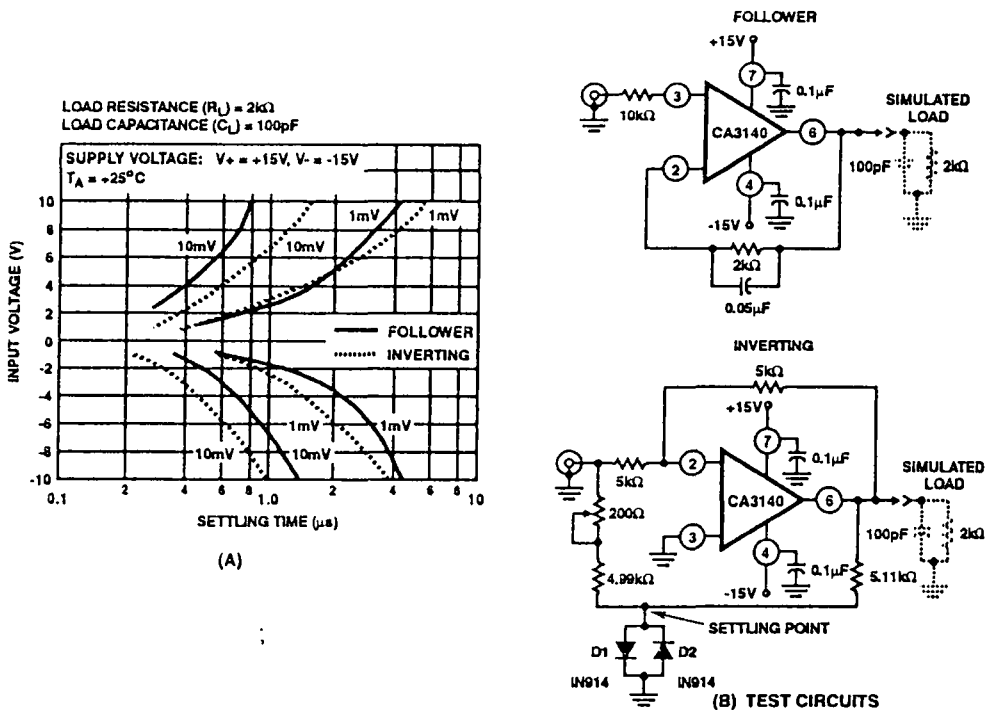 LOAD RESISTANCE (RL) = 2kΩ
LOAD CAPACITANCE (CL) = 100pF
SUPPLY VOLTAGE: V+ = +15V, V- = -15V
TA = +25°C
10
8
6
4
2
0
-2
-4
-6
-8
-10
INPUT VOLTAGE (V)
10mV
10mV
1mV
1mV
FOLLOWER
INVERTING
1mV
1mV
10mV
10mV
0.1 2 4 6 8 1.0 2 4 6 8 10
SETTLING TIME (µs)
(A)
;
FOLLOWER
+15V
7
0.1µF
3
10kΩ
CA3140
6
SIMULATED
LOAD
100pF
2kΩ
2
4
0.1µF
-15V
2kΩ
0.05µF
INVERTING
5kΩ
+15V
7
0.1µF
2
5kΩ
CA3140
6
SIMULATED
LOAD
200Ω
3
4
100pF
2kΩ
4.99kΩ
0.1µF
5.11kΩ
-15V
SETTLING POINT
D1
D2
IN914
IN914
(B) TEST CIRCUITS